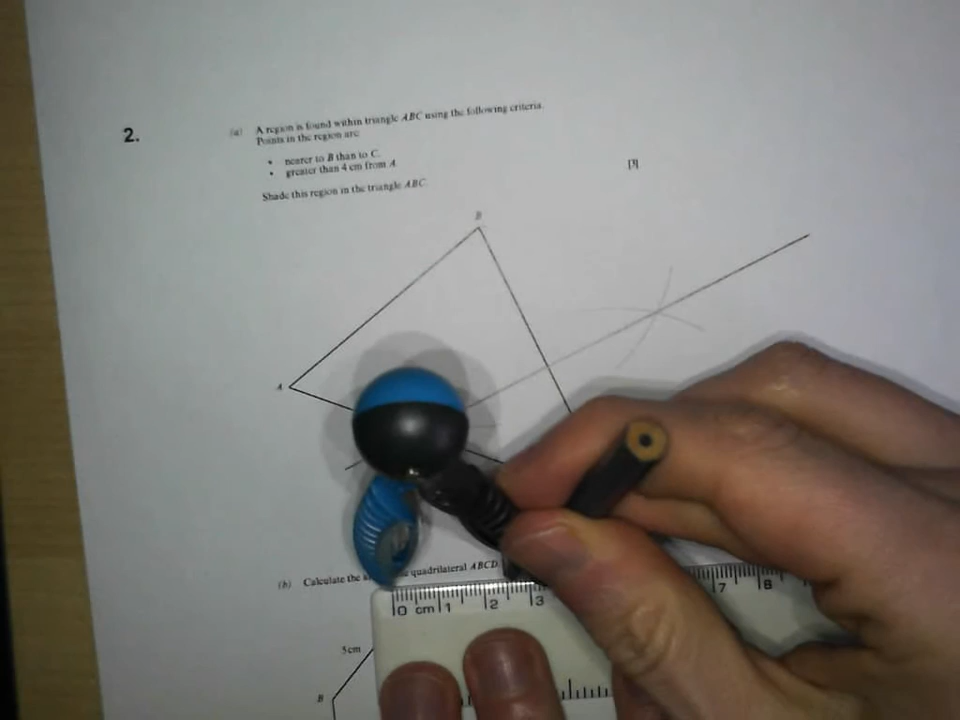 2.
(a) A region is found within triangle ABC using the following criteria.
Points in the region are
• nearer to B than to C.
• greater than 4 cm from A
[3]
Shade this region in the triangle ABC
B
A
(b) Calculate the quadrilateral ABCD
0 cm 1 2 3 7 8
5cm
B